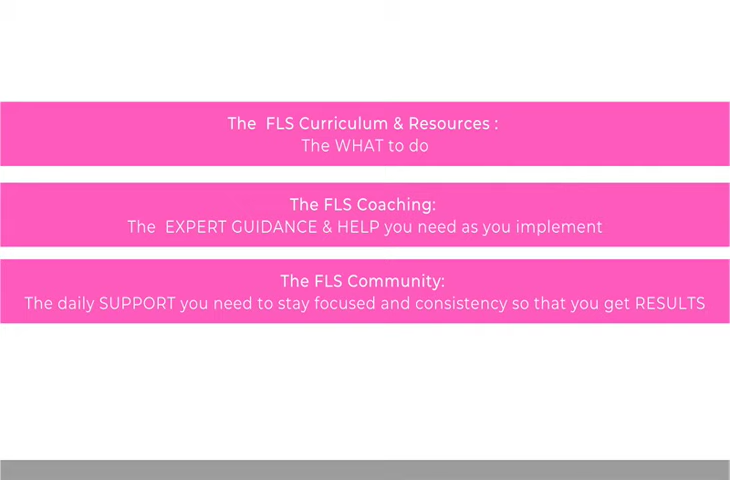 The FLS Curriculum & Resources :
The WHAT to do
The FLS Coaching:
The EXPERT GUIDANCE & HELP you need as you implement
The FLS Community:
The daily SUPPORT you need to stay focused and consistency so that you get RESULTS